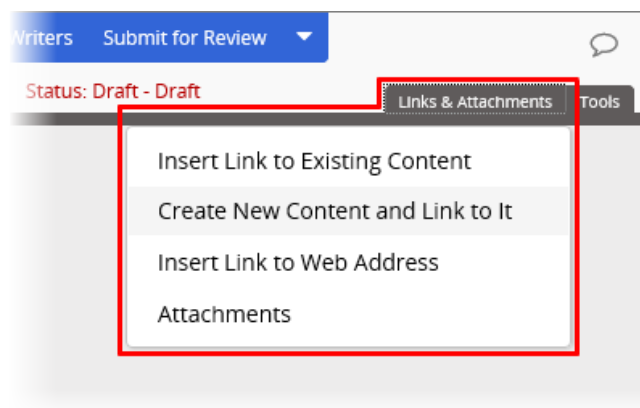 Writers Submit for Review
Status: Draft - Draft
Links & Attachments Tools
Insert Link to Existing Content
Create New Content and Link to It
Insert Link to Web Address
Attachments